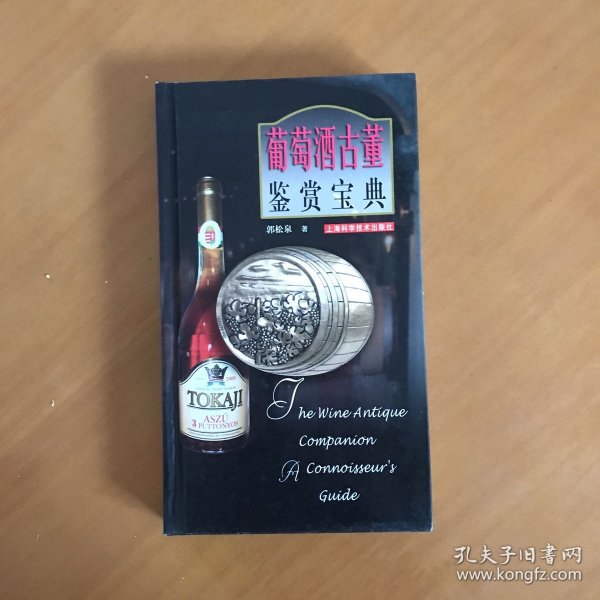 葡萄酒古董
鉴赏宝典
郭松泉 著
上海科学技术出版社
2000
TOKAJI
ASZÚ
3 PUTTONYOS
The Wine Antique
Companion
A Connoisseur's
Guide
孔夫子旧书网
www.kongfz.com